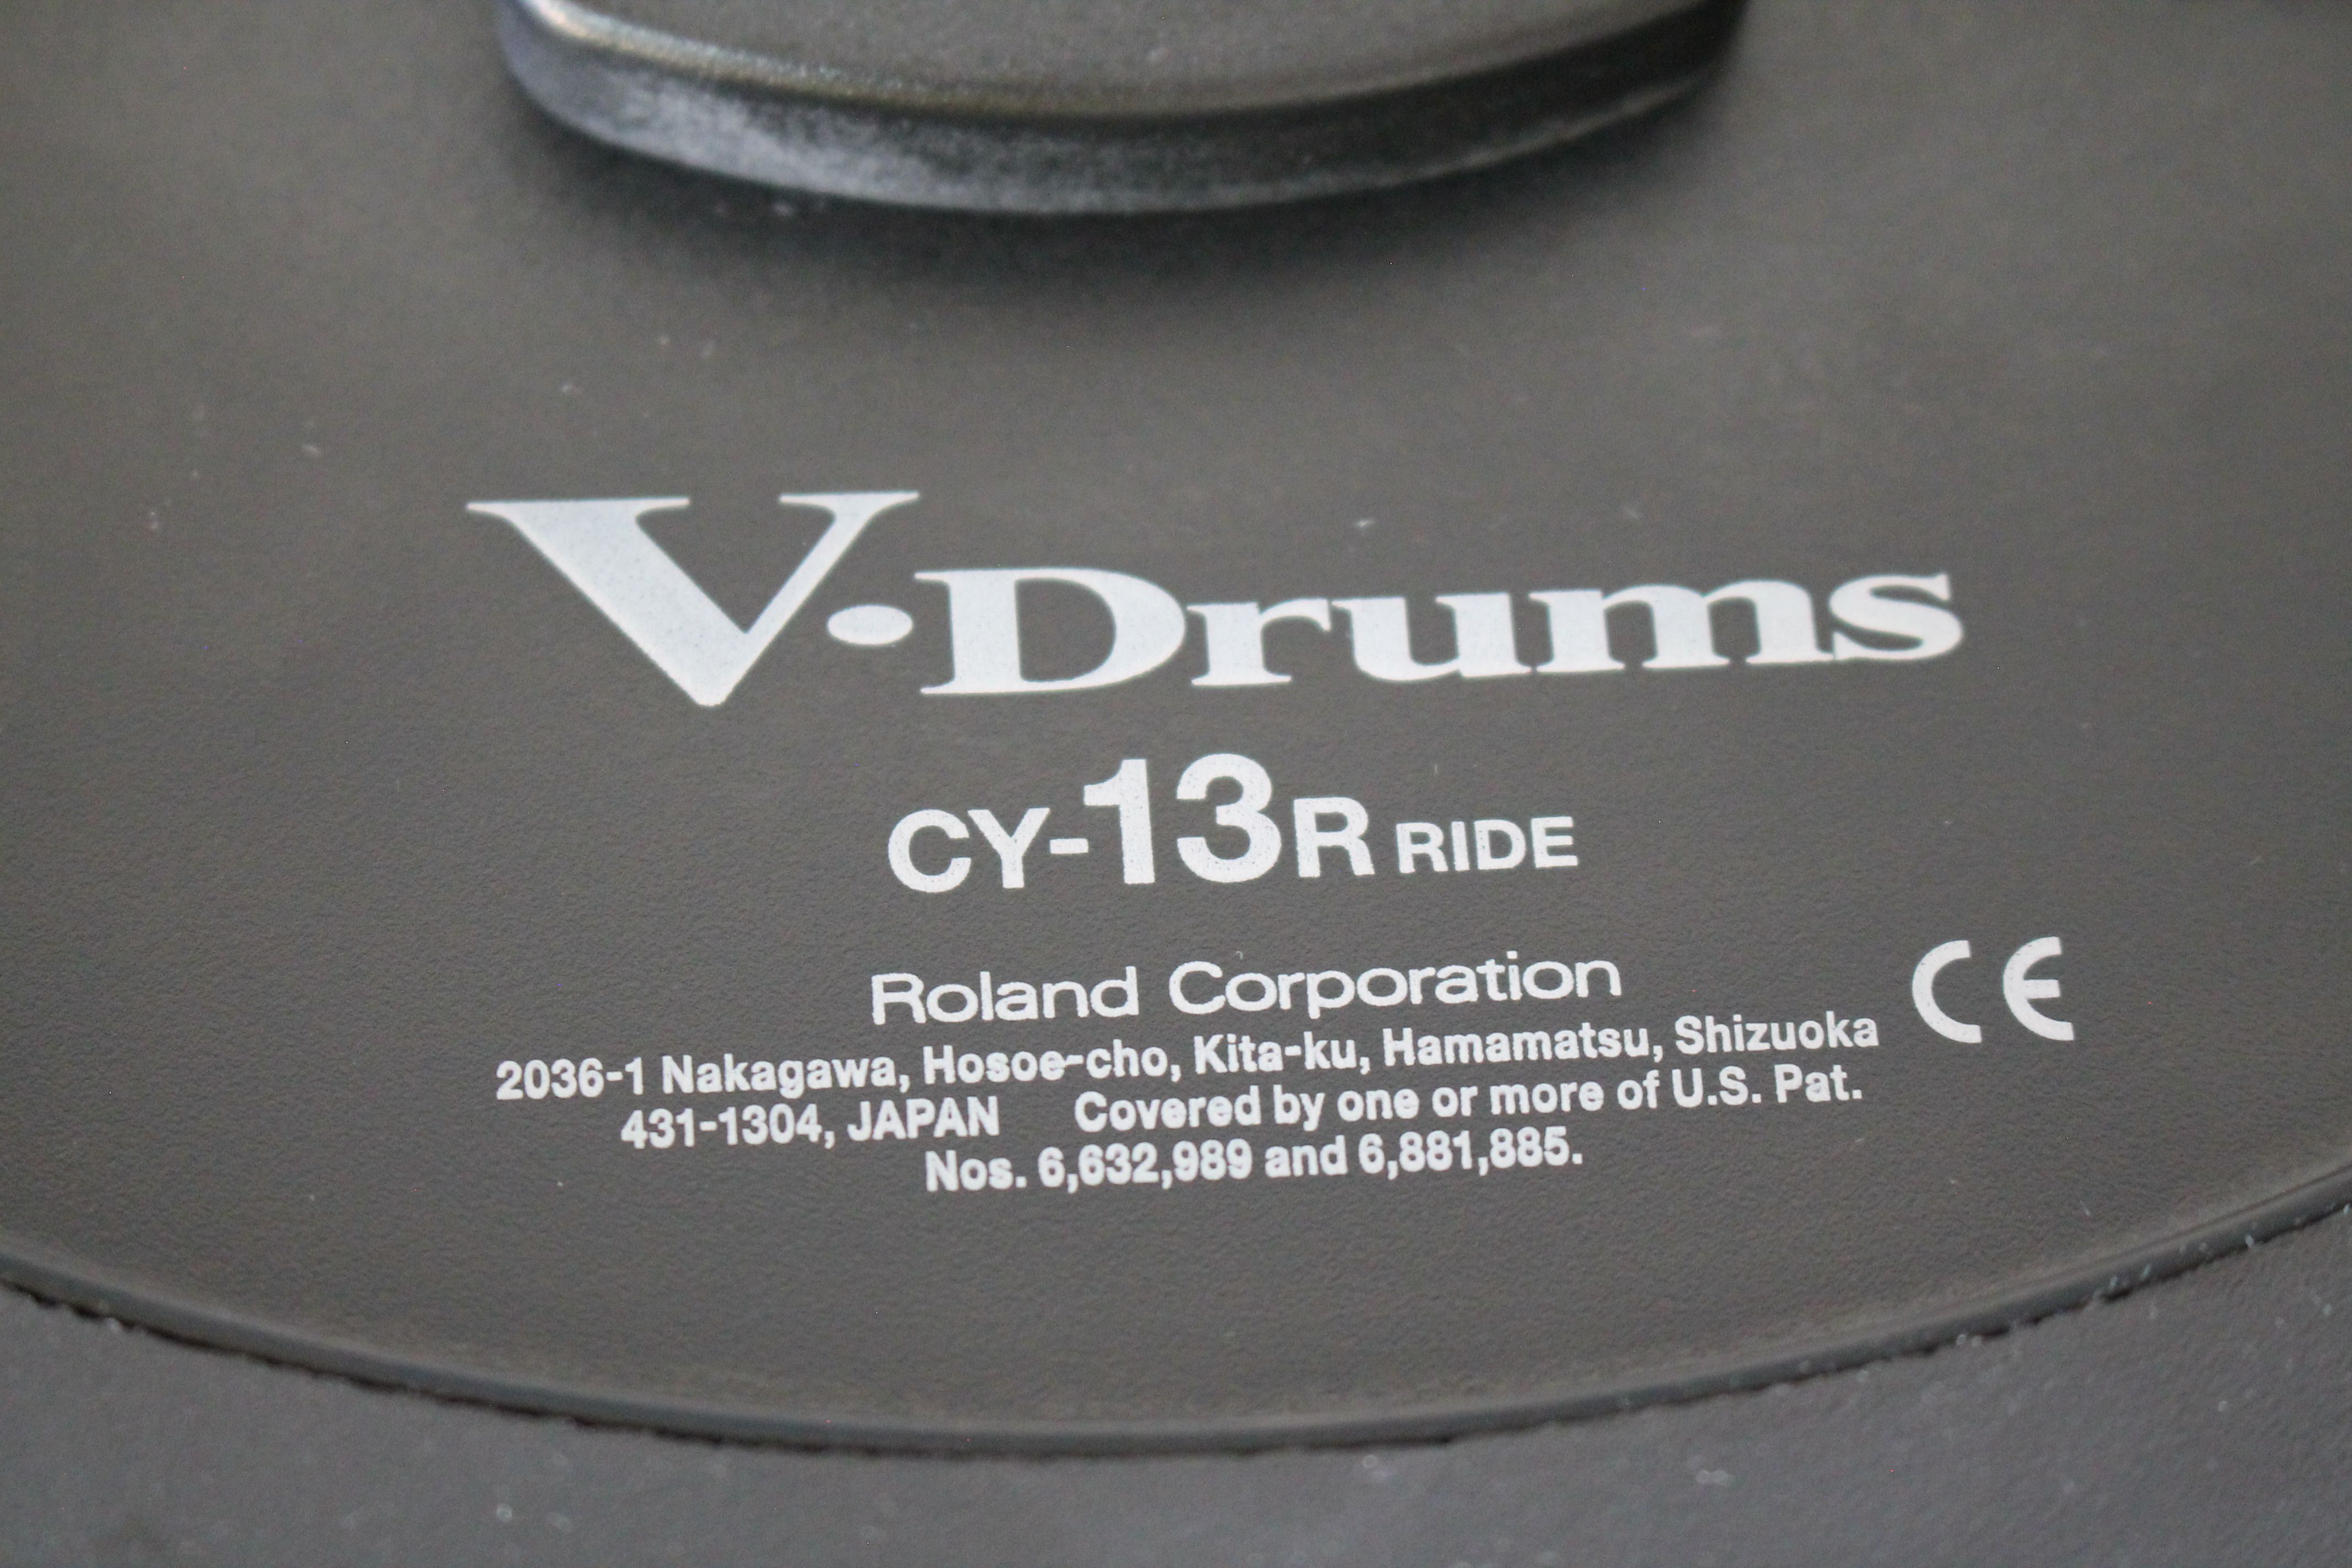 V·Drums
CY-13R RIDE
Roland Corporation
CE
2036-1 Nakagawa, Hosoe-cho, Kita-ku, Hamamatsu, Shizuoka
431-1304, JAPAN Covered by one or more of U.S. Pat.
Nos. 6,632,989 and 6,881,885.